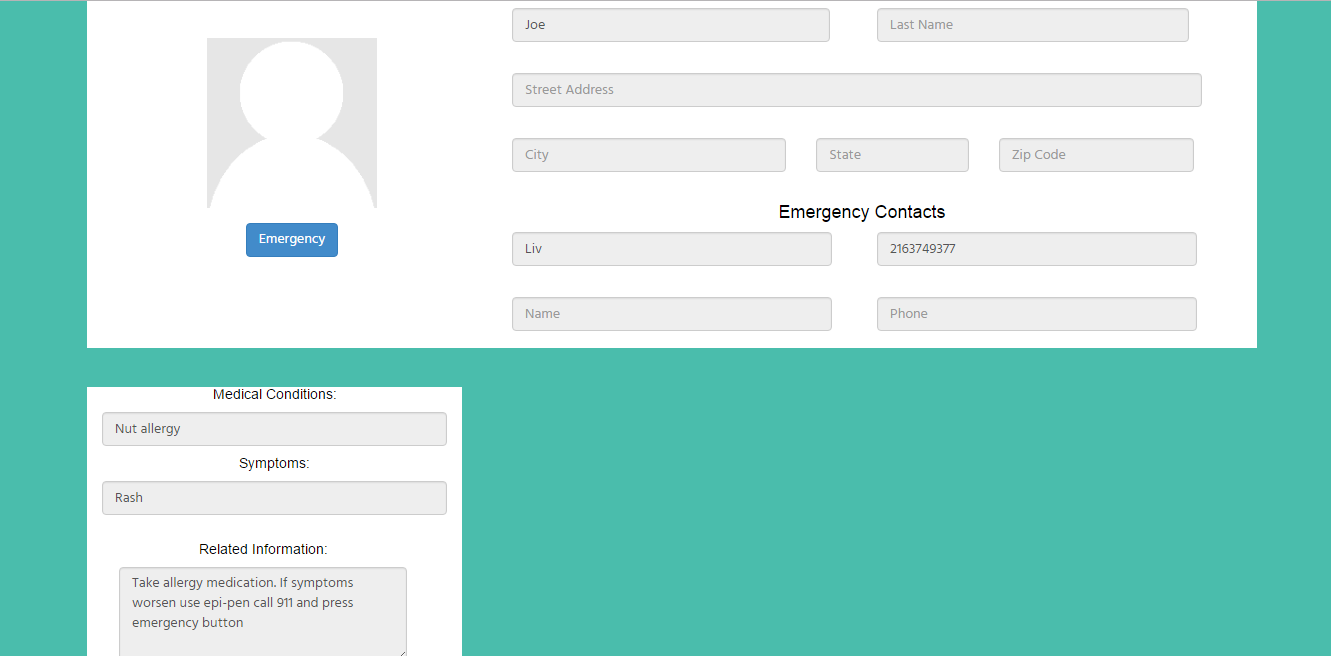 Joe
Last Name
Street Address
City
State
Zip Code
Emergency Contacts
Emergency
Liv
2163749377
Name
Phone
Medical Conditions:
Nut allergy
Symptoms:
Rash
Related Information:
Take allergy medication. If symptoms
worsen use epi-pen call 911 and press
emergency button